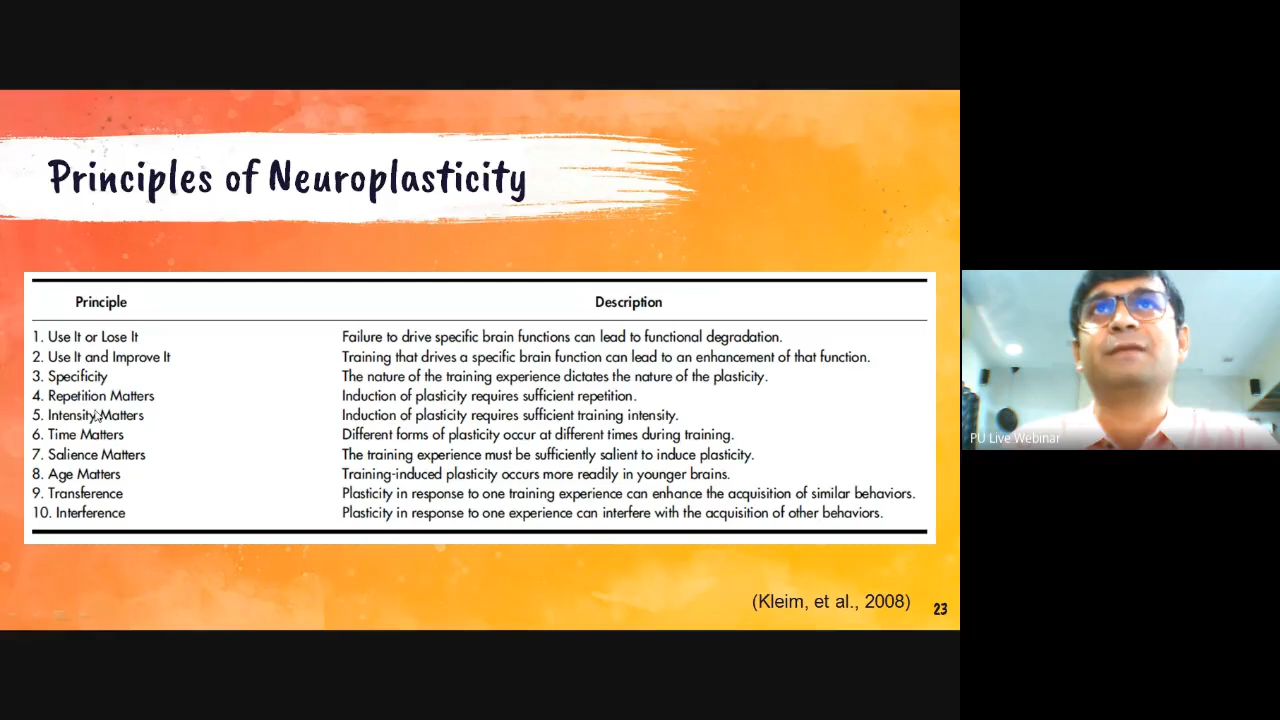 Principles of Neuroplasticity
Principle Description
1. Use It or Lose It Failure to drive specific brain functions can lead to functional degradation.
2. Use It and Improve It Training that drives a specific brain function can lead to an enhancement of that function.
3. Specificity The nature of the training experience dictates the nature of the plasticity.
4. Repetition Matters Induction of plasticity requires sufficient repetition.
5. Intensity Matters Induction of plasticity requires sufficient training intensity.
6. Time Matters Different forms of plasticity occur at different times during training.
7. Salience Matters The training experience must be sufficiently salient to induce plasticity.
8. Age Matters Training-induced plasticity occurs more readily in younger brains.
9. Transference Plasticity in response to one training experience can enhance the acquisition of similar behaviors.
10. Interference Plasticity in response to one experience can interfere with the acquisition of other behaviors.
(Kleim, et al., 2008)
23
PU Live Webinar